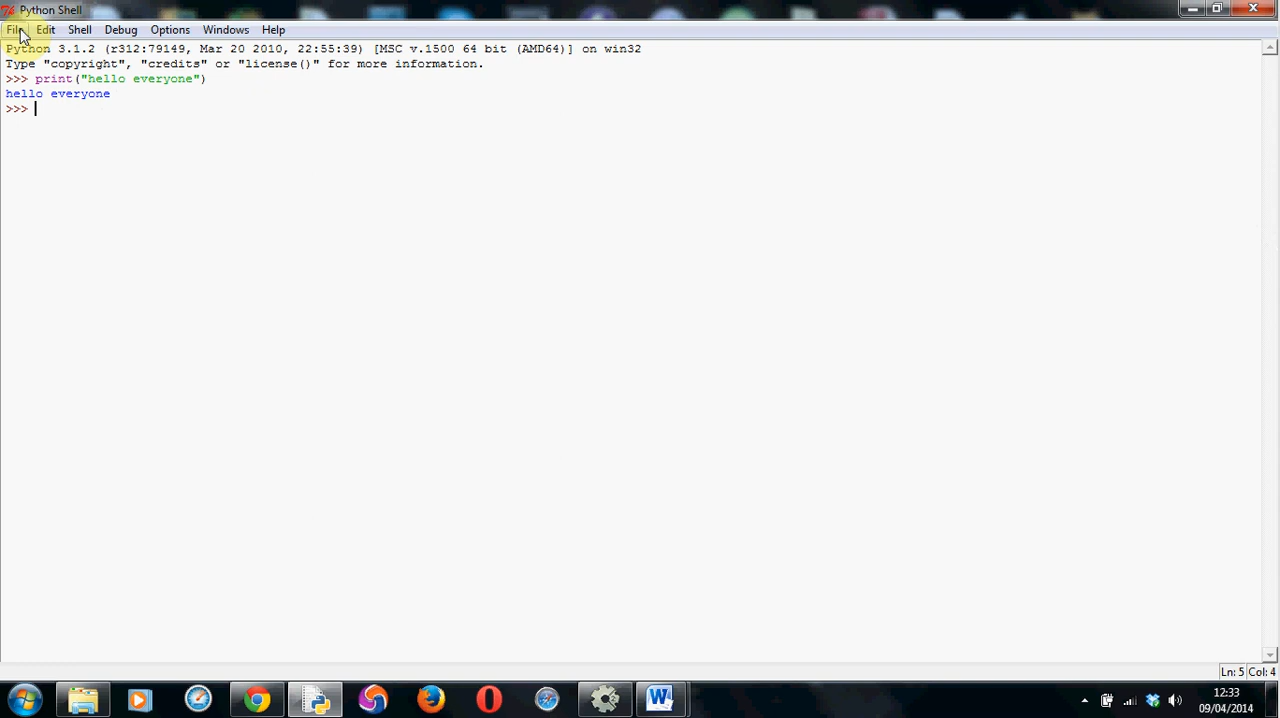 Python Shell
File Edit Shell Debug Options Windows Help
Python 3.1.2 (r312:79149, Mar 20 2010, 22:55:39) [MSC v.1500 64 bit (AMD64)] on win32
Type "copyright", "credits" or "license()" for more information.
>>> print("hello everyone")
hello everyone
>>>
Ln: 5 Col: 4
12:33
09/04/2014